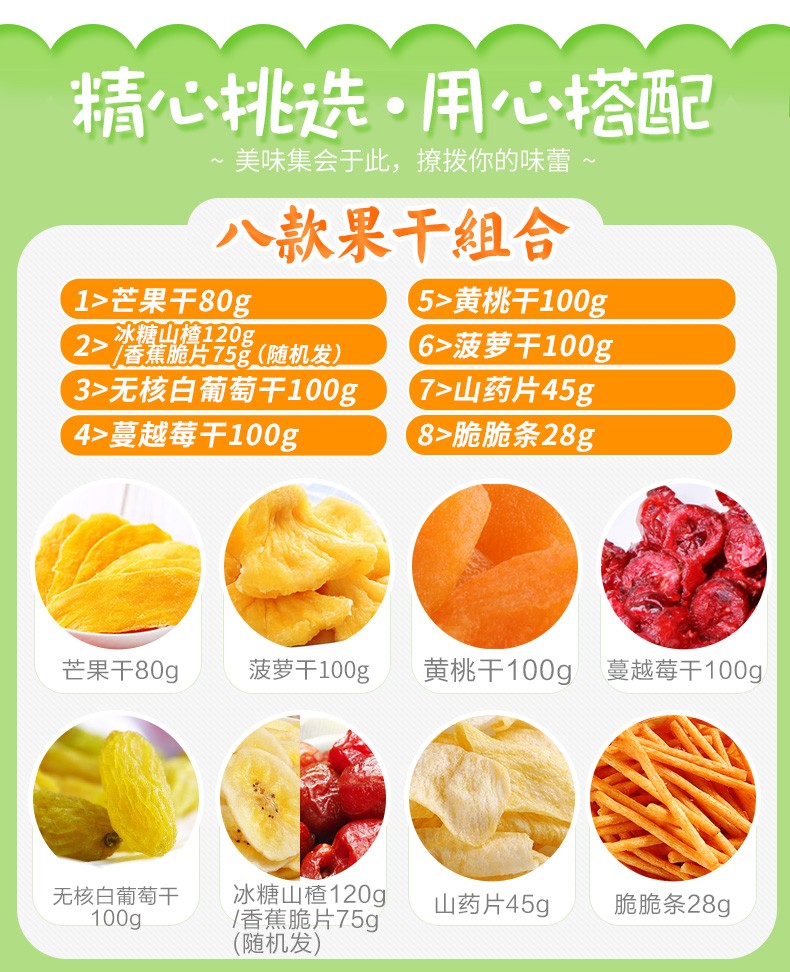 精心挑选·用心搭配
~ 美味集会于此，撩拨你的味蕾 ~
八款果干組合
1>芒果干80g
2>冰糖山楂120g
/香蕉脆片75g（随机发）
3>无核白葡萄干100g
4>蔓越莓干100g
5>黄桃干100g
6>菠萝干100g
7>山药片45g
8>脆脆条28g
芒果干80g
菠萝干100g
黄桃干100g
蔓越莓干100g
无核白葡萄干
100g
冰糖山楂120g
/香蕉脆片75g
(随机发)
山药片45g
脆脆条28g